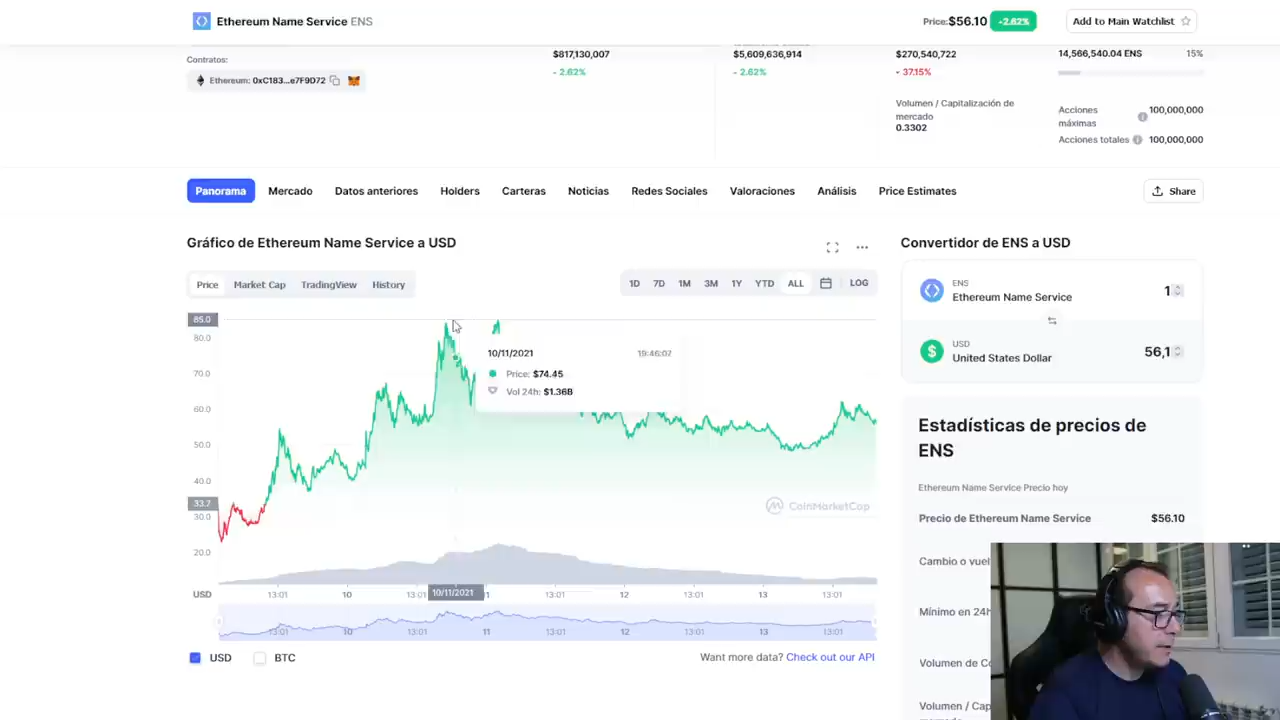 Ethereum Name Service ENS
Price: $56.10 -2.62%
Add to Main Watchlist
Contratos:
Ethereum: 0xC183...e7F9D72
$817,130,007
- 2.62%
$5,609,636,914
- 2.62%
$270,540,722
- 37.15%
Volumen / Capitalización de
mercado
0.3302
14,566,540.04 ENS 15%
Acciones
máximas
100,000,000
Acciones totales 100,000,000
Panorama Mercado Datos anteriores Holders Carteras Noticias Redes Sociales Valoraciones Análisis Price Estimates
Share
Gráfico de Ethereum Name Service a USD
Price Market Cap TradingView History
1D 7D 1M 3M 1Y YTD ALL LOG
85.0
80.0
70.0
60.0
50.0
40.0
33.7
30.0
20.0
10/11/2021 19:46:07
Price: $74.45
Vol 24h: $1.36B
CoinMarketCap
USD 13:01 10 13:01 10/11/2021 13:01 12 13:01 13 13:01
13:01 10 13:01 11 13:01 12 13:01 13 13:01
USD BTC
Want more data? Check out our API
Convertidor de ENS a USD
ENS
Ethereum Name Service
1
USD
United States Dollar
56,1
Estadísticas de precios de
ENS
Ethereum Name Service Precio hoy
Precio de Ethereum Name Service $56.10
Cambio o
Mínimo en 24h
Volumen de
Volumen /